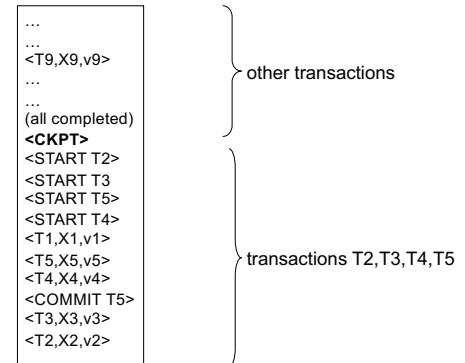 …
…
<T9,X9,v9>
…
…
(all completed)
<CKPT>
<START T2>
<START T3
<START T5>
<START T4>
<T1,X1,v1>
<T5,X5,v5>
<T4,X4,v4>
<COMMIT T5>
<T3,X3,v3>
<T2,X2,v2>
other transactions
transactions T2,T3,T4,T5